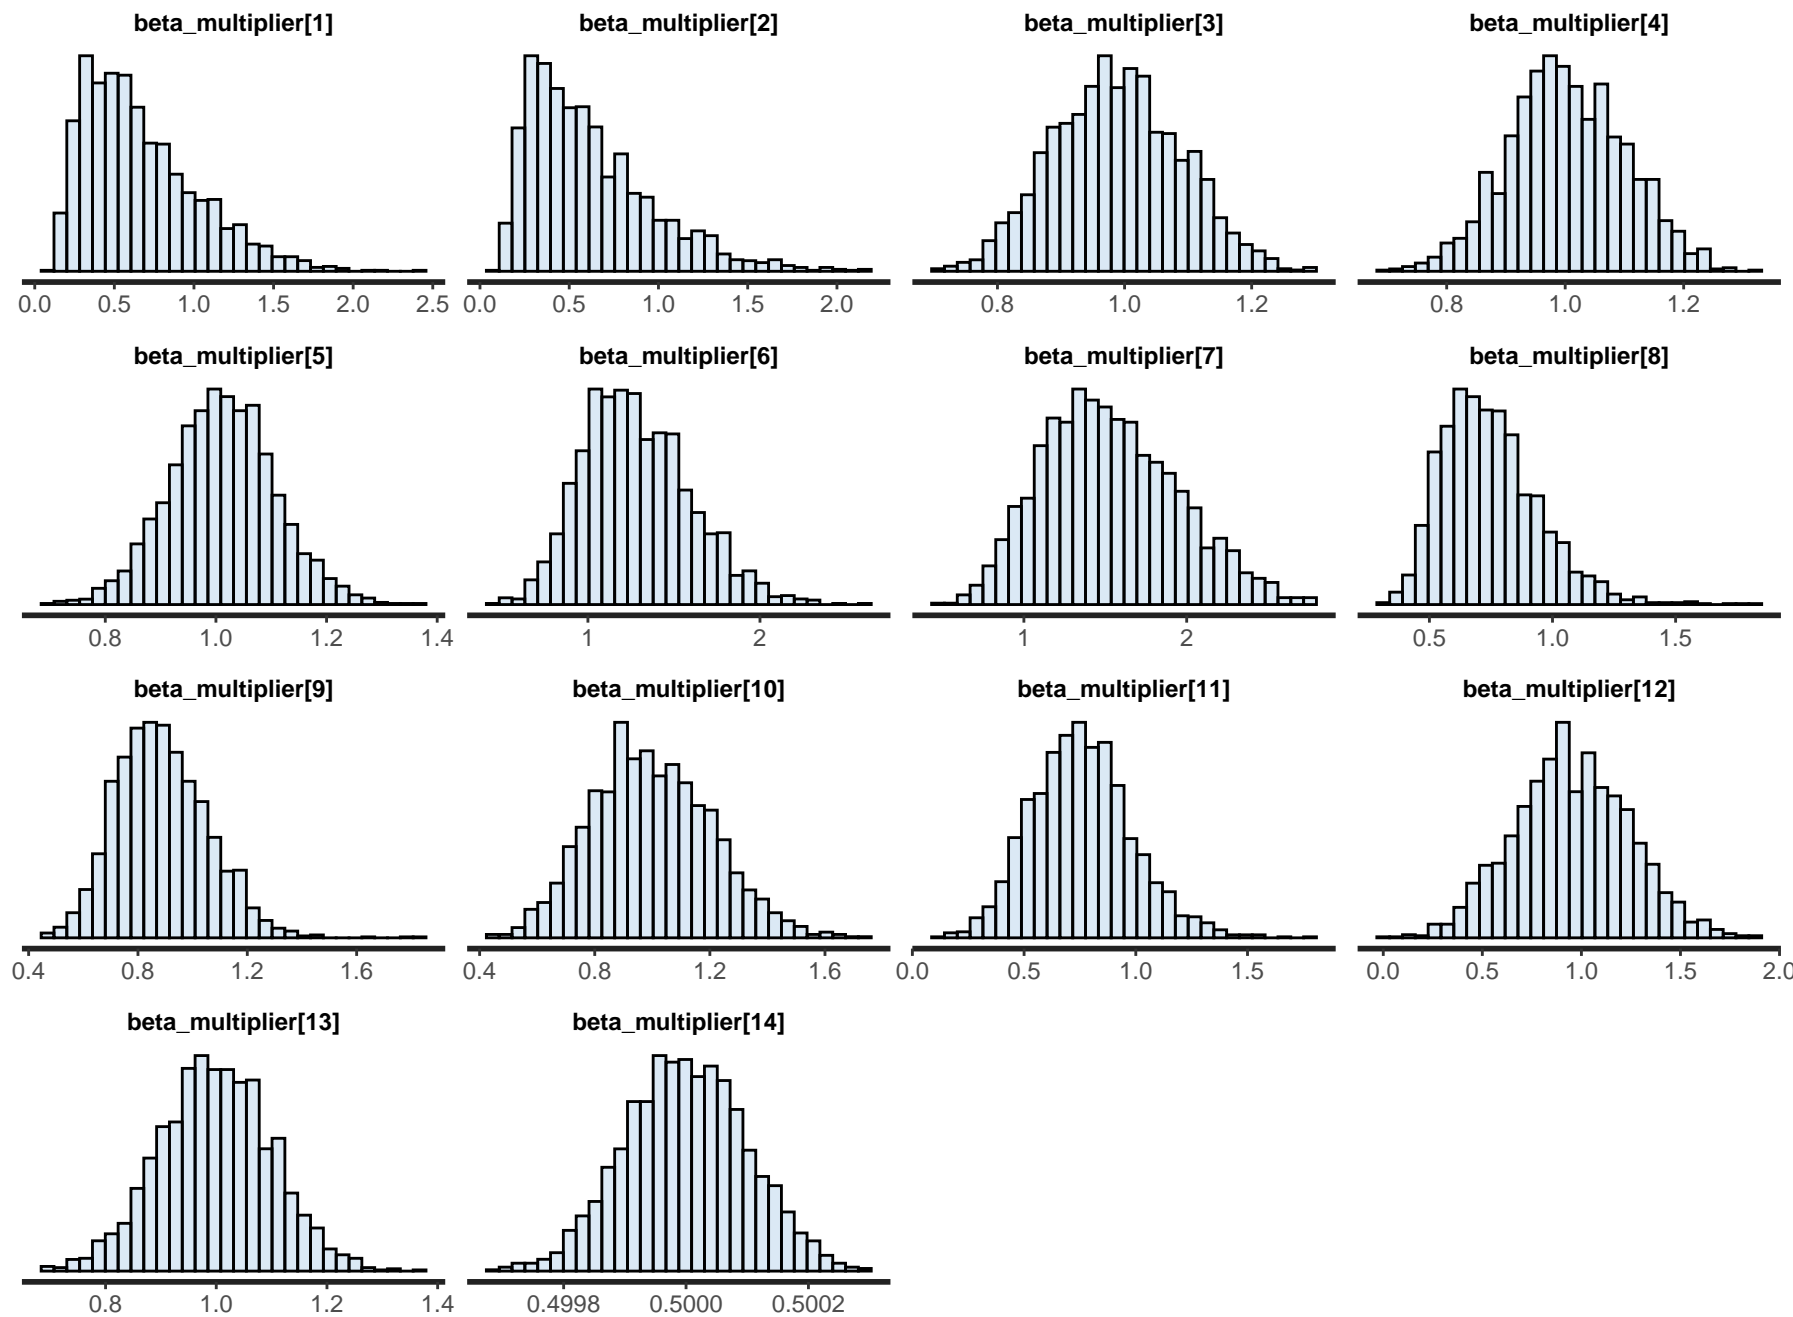 beta_multiplier[1] beta_multiplier[2] beta_multiplier[3] beta_multiplier[4]
0.0 0.5 1.0 1.5 2.0 2.5 0.0 0.5 1.0 1.5 2.0 0.8 1.0 1.2 0.8 1.0 1.2
beta_multiplier[5] beta_multiplier[6] beta_multiplier[7] beta_multiplier[8]
0.8 1.0 1.2 1.4 1 2 1 2 0.5 1.0 1.5
beta_multiplier[9] beta_multiplier[10] beta_multiplier[11] beta_multiplier[12]
0.4 0.8 1.2 1.6 0.4 0.8 1.2 1.6 0.0 0.5 1.0 1.5 0.0 0.5 1.0 1.5 2.0
beta_multiplier[13] beta_multiplier[14]
0.8 1.0 1.2 1.4 0.4998 0.5000 0.5002